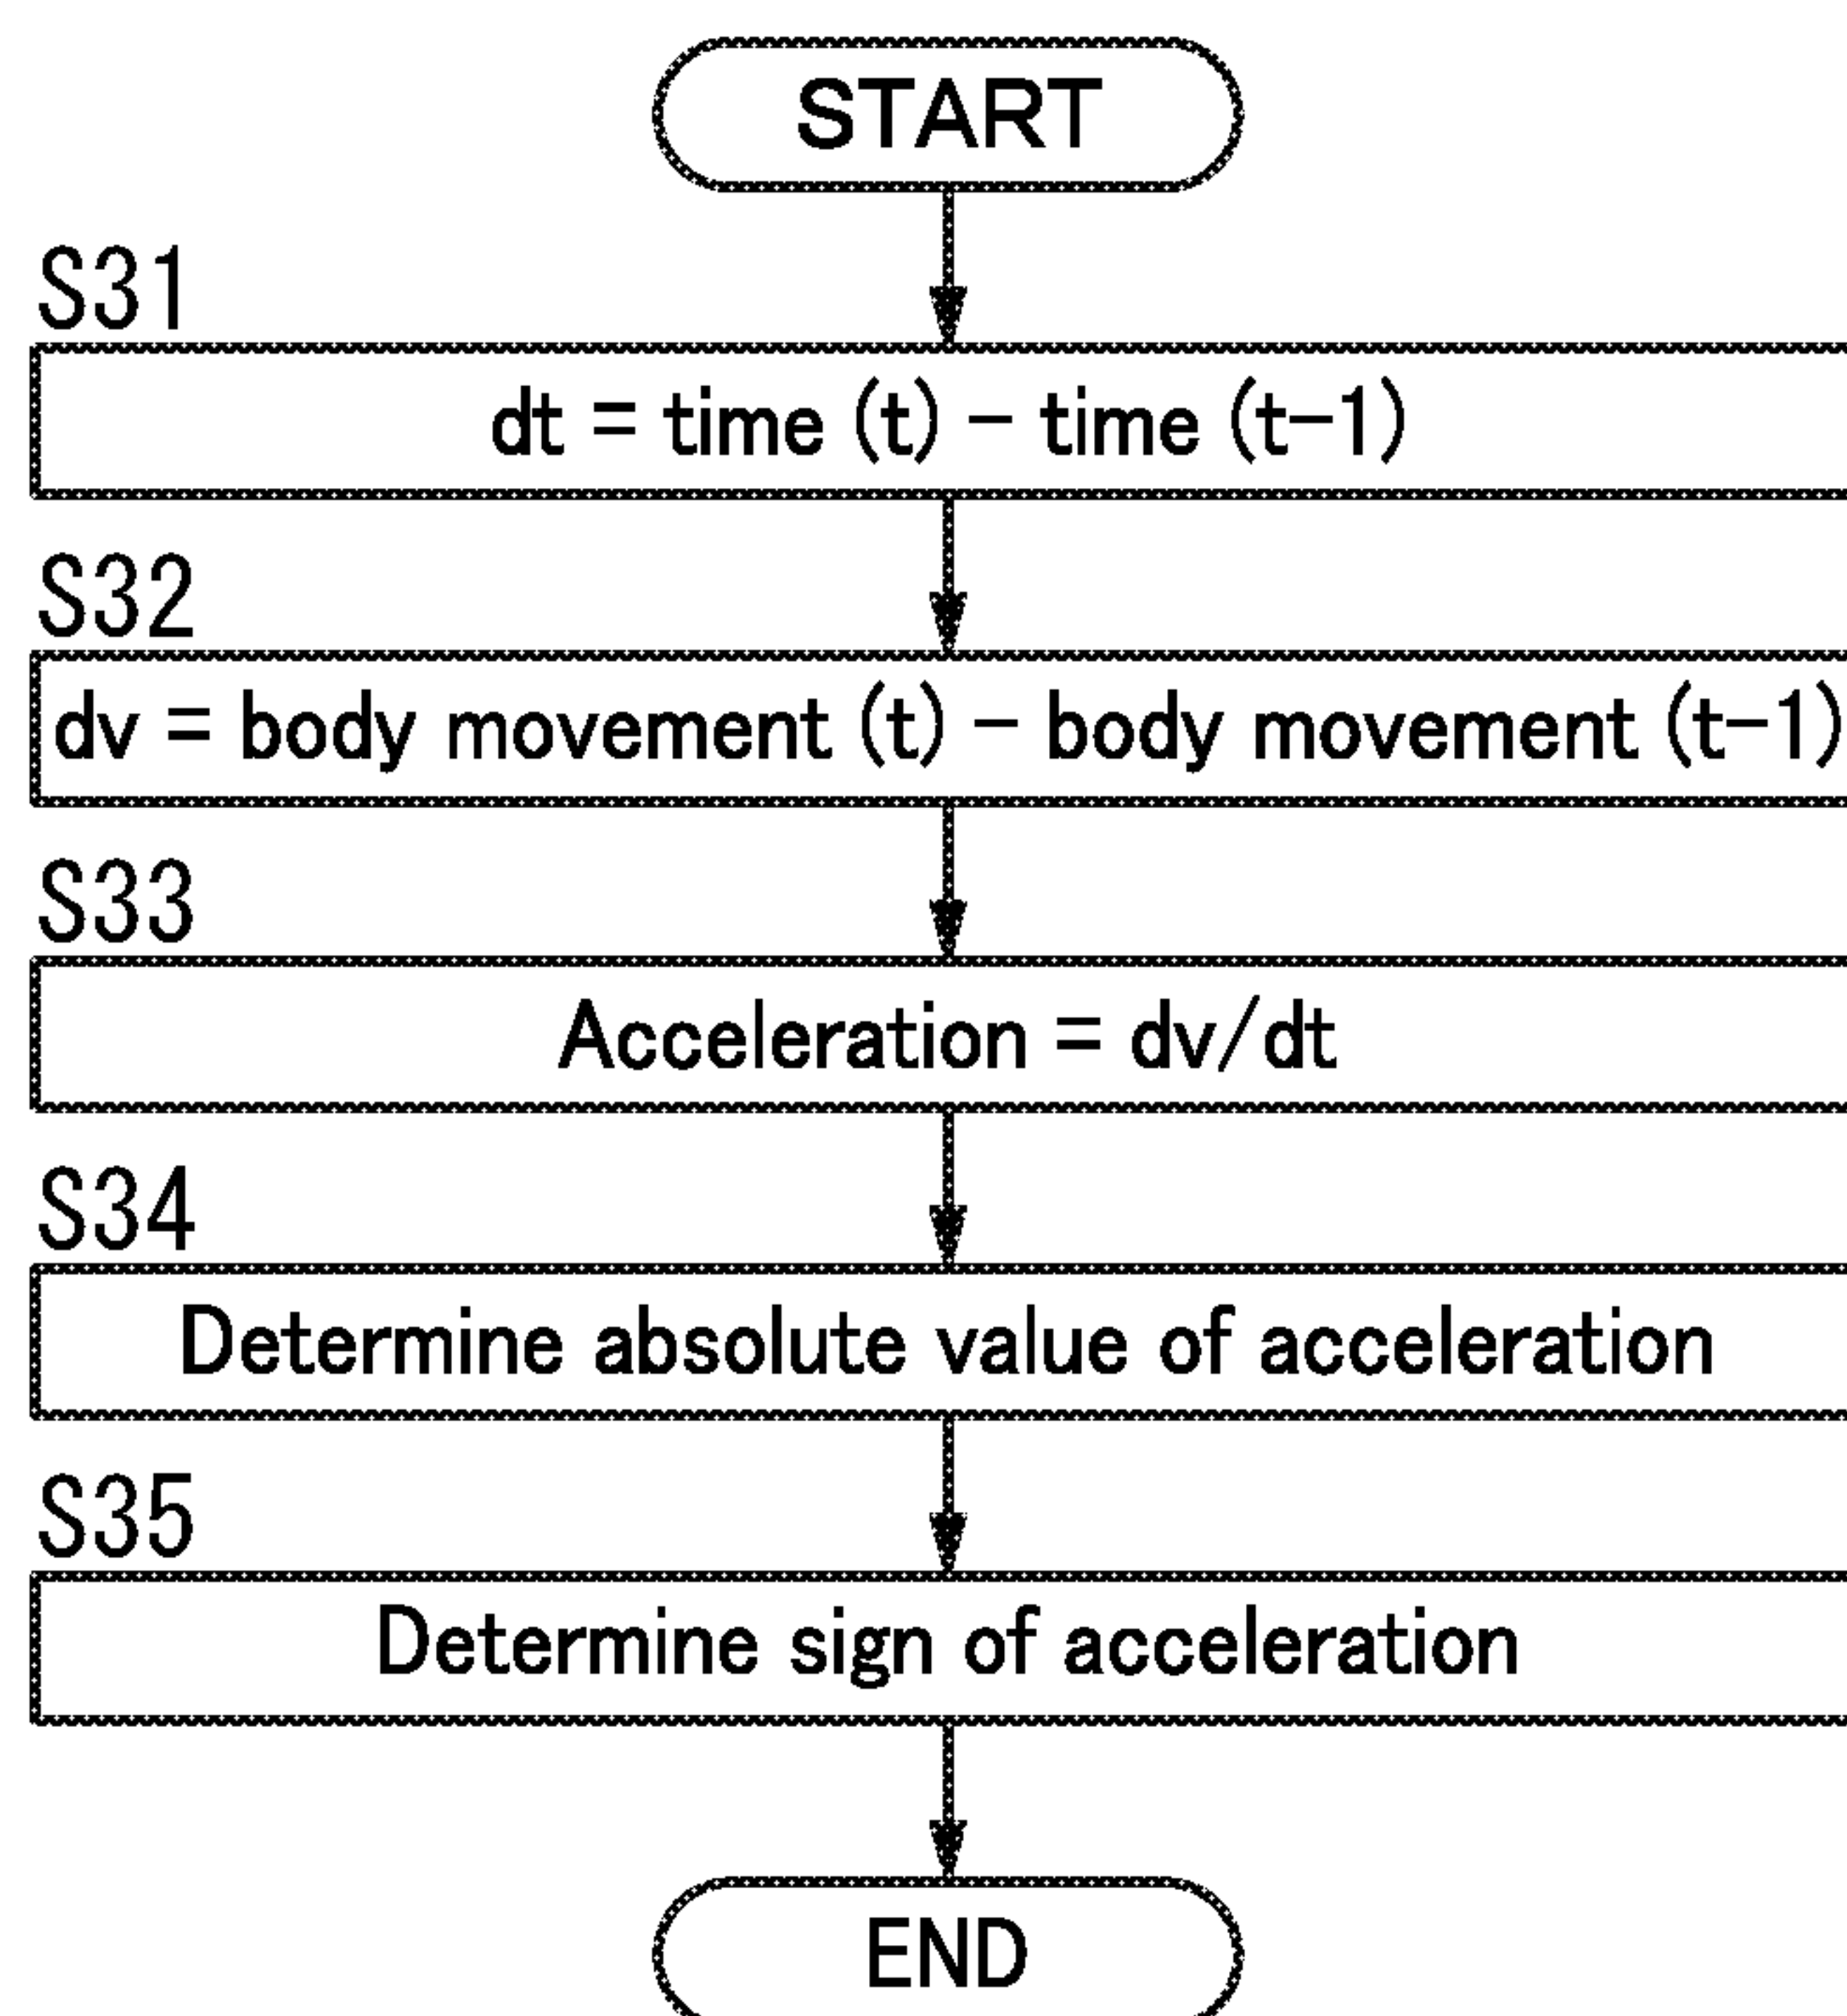 START
S31
dt = time (t) - time (t-1)
S32
dv = body movement (t) - body movement (t-1)
S33
Acceleration = dv/dt
S34
Determine absolute value of acceleration
S35
Determine sign of acceleration
END